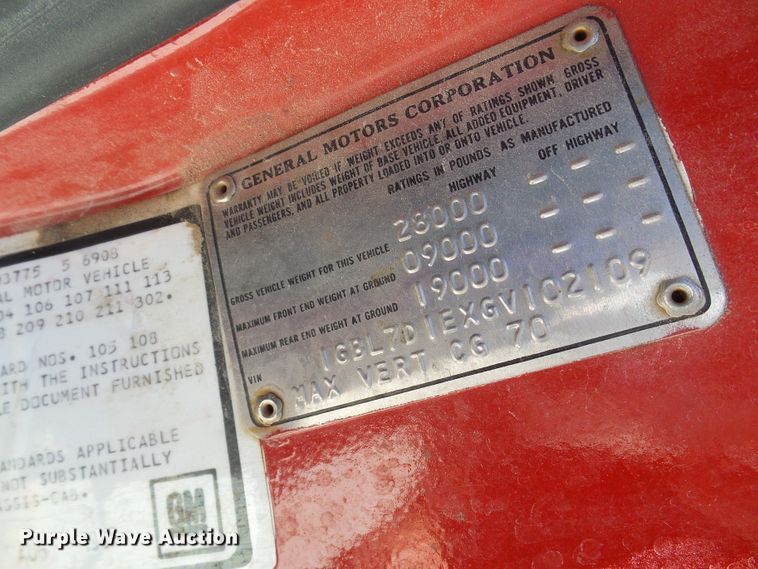 GENERAL MOTORS CORPORATION
WARRANTY MAY BE VOIDED IF WEIGHT EXCEEDS ANY OF RATINGS SHOWN. GROSS
VEHICLE WEIGHT INCLUDES WEIGHT OF BASE VEHICLE, ALL ADDED EQUIPMENT, DRIVER
AND PASSENGERS, AND ALL PROPERTY LOADED INTO OR ONTO VEHICLE.
RATINGS IN POUNDS AS MANUFACTURED
HIGHWAY OFF HIGHWAY
GROSS VEHICLE WEIGHT FOR THIS VEHICLE 28000 - - -
MAXIMUM FRONT END WEIGHT AT GROUND 09000 - - -
MAXIMUM REAR END WEIGHT AT GROUND 19000 - - -
VIN 1GBL7D1EXGV102109
MAX VERT CG 70
03775 5 6908
AL MOTOR VEHICLE
04 106 107 111 113
209 210 211 302.
ARD NOS. 105 108
WITH THE INSTRUCTIONS
E DOCUMENT FURNISHED
ANDARDS APPLICABLE
NOT SUBSTANTIALLY
ASSIS-CAB.
GM
Purple Wave Auction